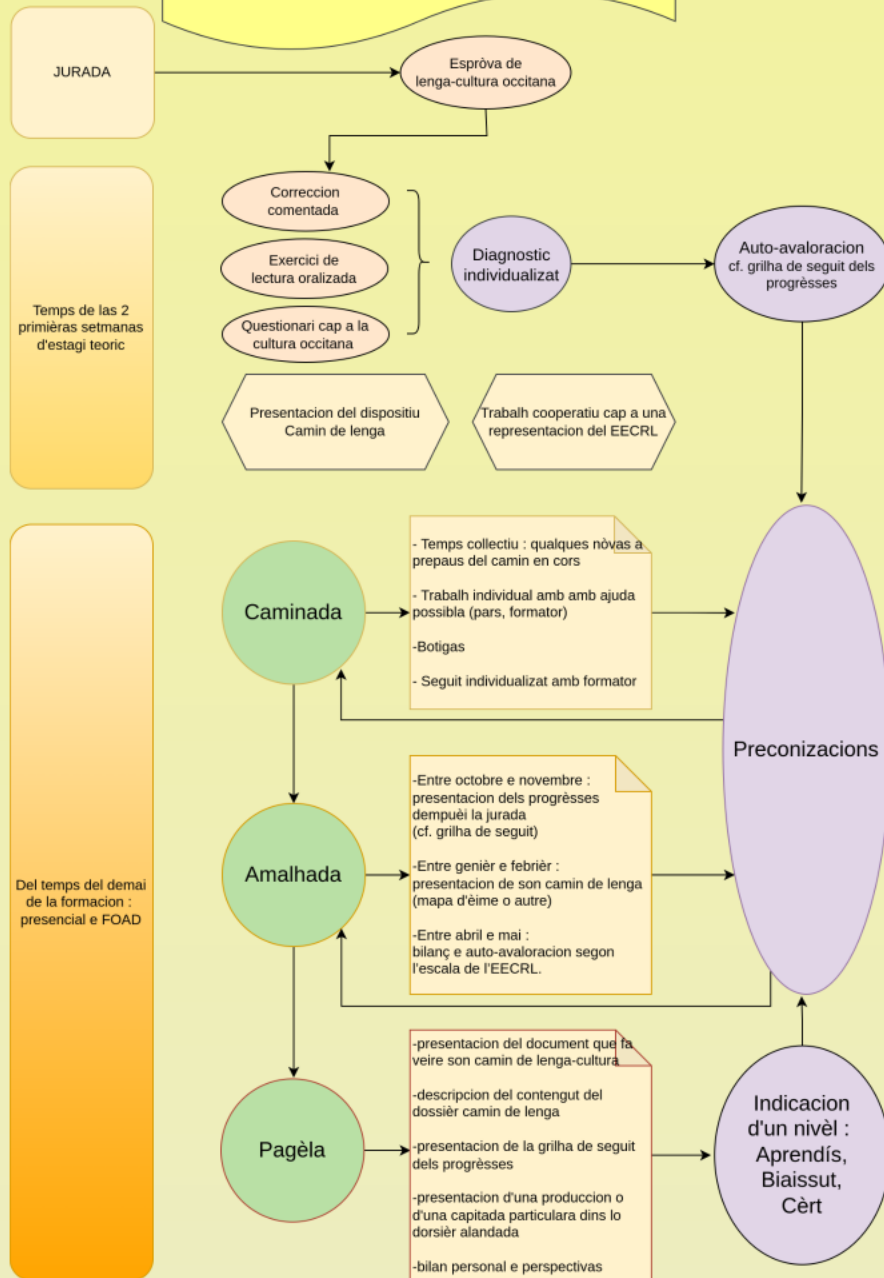 JURADA
Espròva de
lenga-cultura occitana
Correccion
comentada
Exercici de
lectura oralizada
Questionari cap a la
cultura occitana
Diagnostic
individualizat
Auto-avaloracion
cf. grilha de seguit dels
progrèsses
Temps de las 2
primièras setmanas
d'estagi teoric
Presentacion del dispositiu
Camin de lenga
Trabalh cooperatiu cap a una
representacion del EECRL
Caminada
- Temps collectiu : qualques nòvas a
prepaus del camin en cors
- Trabalh individual amb amb ajuda
possibla (pars, formator)
-Botigas
- Seguit individualizat amb formator
Preconizacions
Del temps del demai
de la formacion :
presencial e FOAD
Amalhada
-Entre octobre e novembre :
presentacion dels progrèsses
dempuèi la jurada
(cf. grilha de seguit)
-Entre genièr e febrièr :
presentacion de son camin de lenga
(mapa d'èime o autre)
-Entre abril e mai :
bilanç e auto-avaloracion segon
l'escala de l'EECRL.
Pagèla
-presentacion del document que fa
veire son camin de lenga-cultura
-descripcion del contengut del
dossièr camin de lenga
-presentacion de la grilha de seguit
dels progrèsses
-presentacion d'una produccion o
d'una capitada particulara dins lo
dorsièr alandada
-bilan personal e perspectivas
Indicacion
d'un nivèl :
Aprendís,
Biaissut,
Cèrt